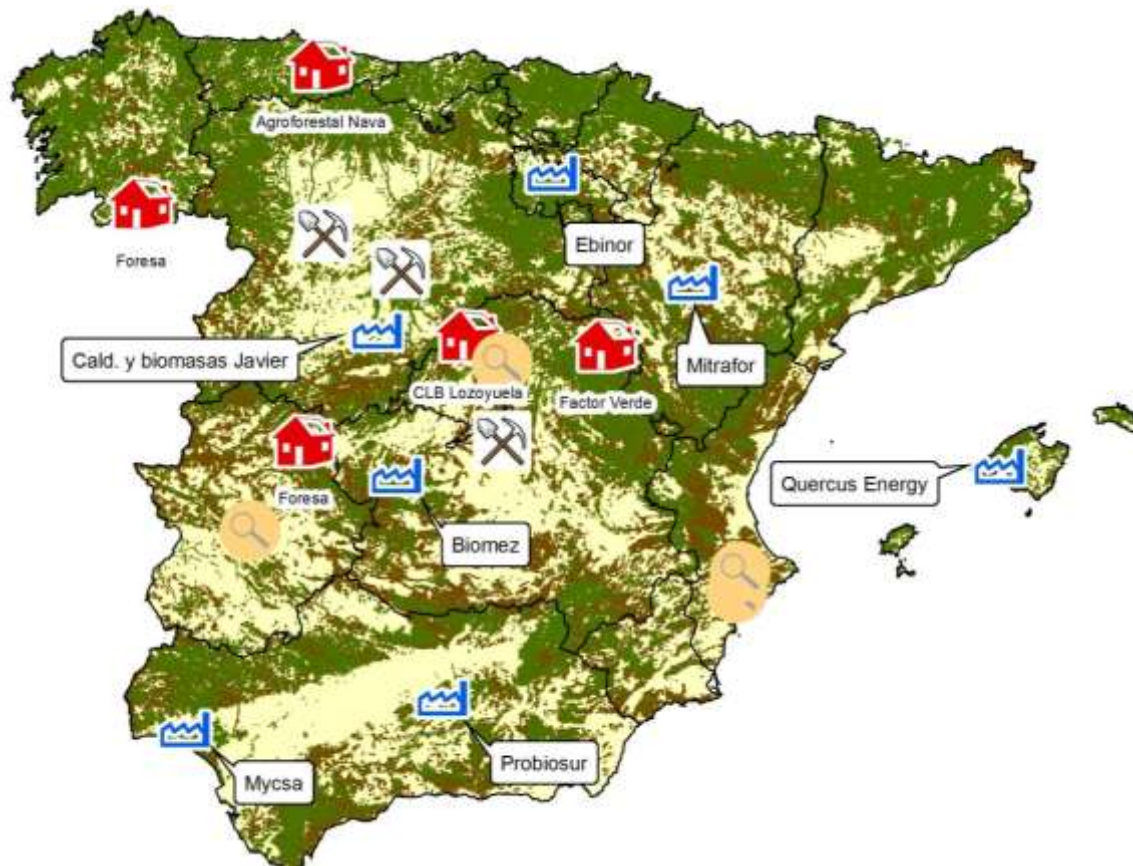 Agroforestal Nava
Foresa
Ebinor
Cald. y biomasas Javier
Mitrafor
CLB Lozoyuela
Factor Verde
Quercus Energy
Foresa
Biomez
Probiosur
Mycsa